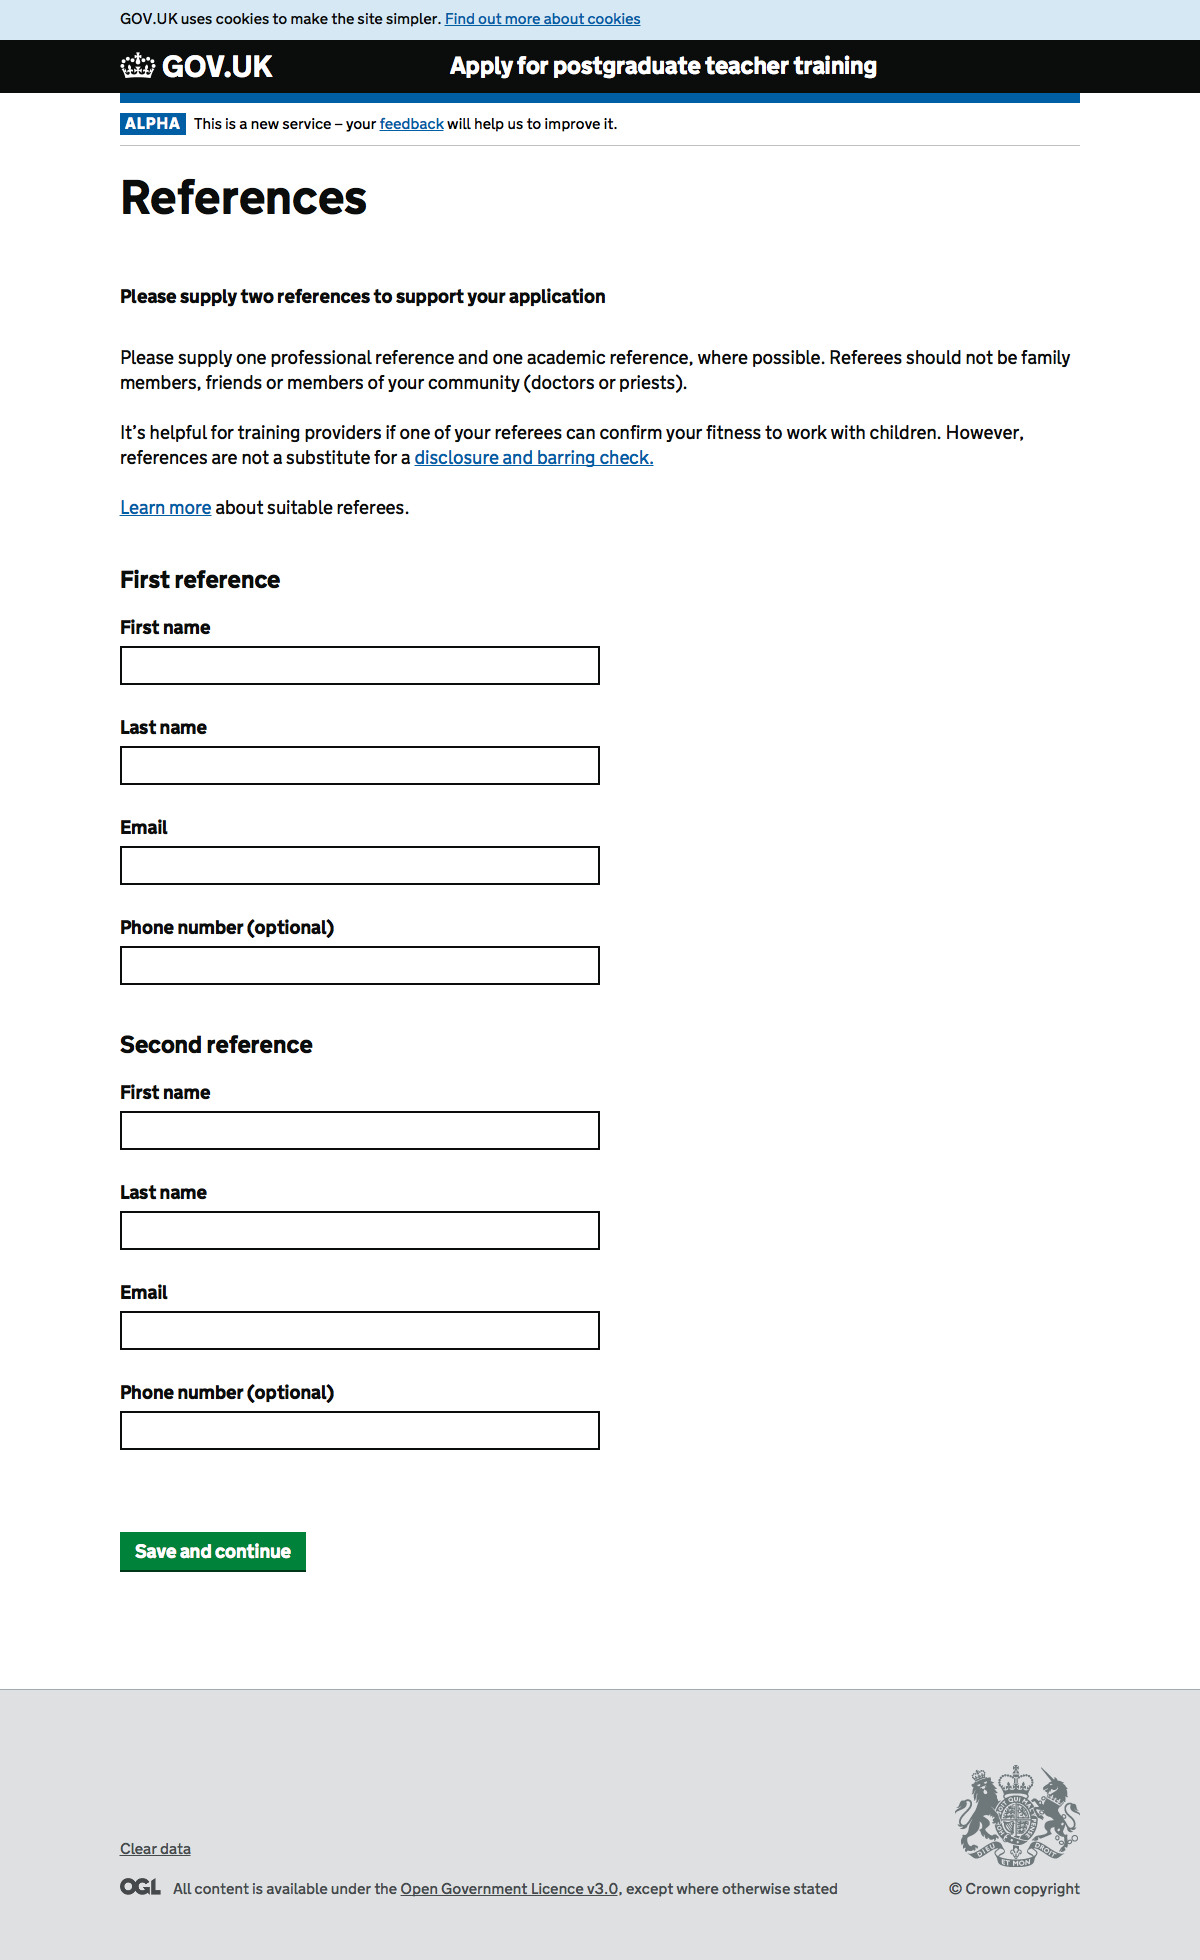 GOV.UK uses cookies to make the site simpler. Find out more about cookies
GOV.UK
Apply for postgraduate teacher training
ALPHA This is a new service – your feedback will help us to improve it.
References
Please supply two references to support your application
Please supply one professional reference and one academic reference, where possible. Referees should not be family
members, friends or members of your community (doctors or priests).
It’s helpful for training providers if one of your referees can confirm your fitness to work with children. However,
references are not a substitute for a disclosure and barring check.
Learn more about suitable referees.
First reference
First name
Last name
Email
Phone number (optional)
Second reference
First name
Last name
Email
Phone number (optional)
Save and continue
DIEU ET MON DROIT
Clear data
OGL All content is available under the Open Government Licence v3.0, except where otherwise stated
© Crown copyright